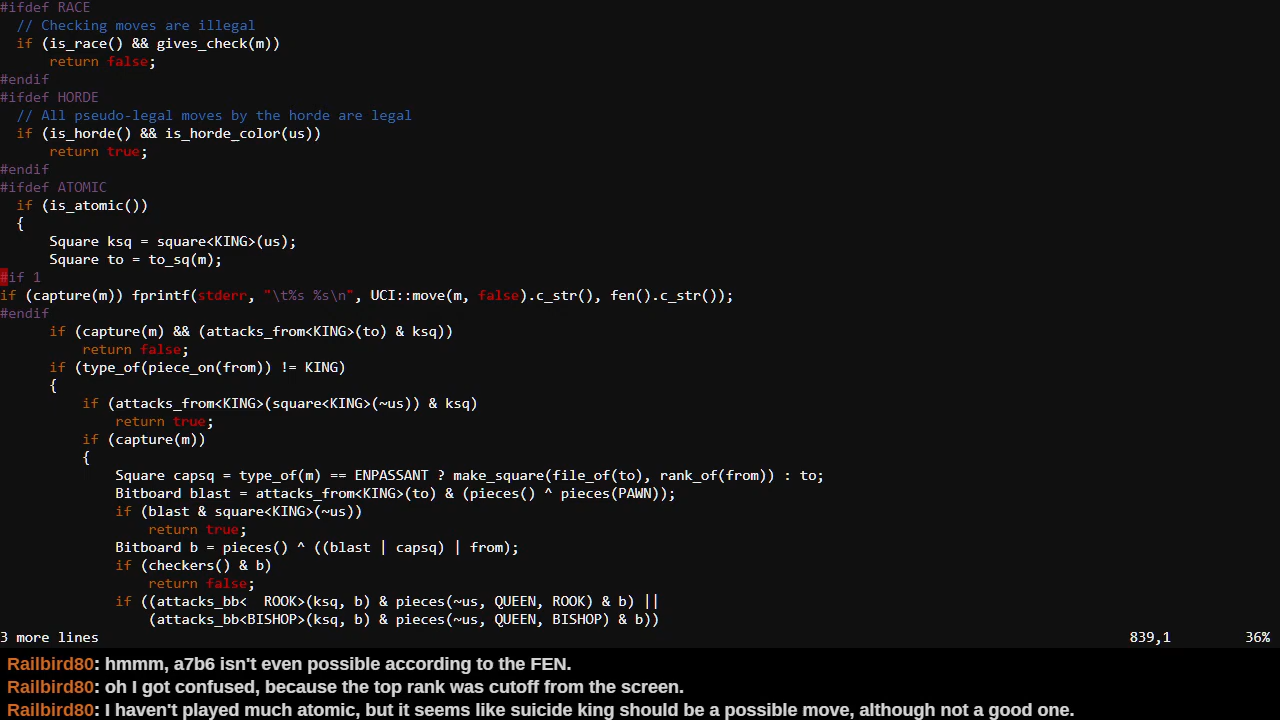 #ifdef RACE
// Checking moves are illegal
if (is_race() && gives_check(m))
return false;
#endif
#ifdef HORDE
// All pseudo-legal moves by the horde are legal
if (is_horde() && is_horde_color(us))
return true;
#endif
#ifdef ATOMIC
if (is_atomic())
{
Square ksq = square<KING>(us);
Square to = to_sq(m);
#if 1
if (capture(m)) fprintf(stderr, "\t%s %s\n", UCI::move(m, false).c_str(), fen().c_str());
#endif
if (capture(m) && (attacks_from<KING>(to) & ksq))
return false;
if (type_of(piece_on(from)) != KING)
{
if (attacks_from<KING>(square<KING>(~us)) & ksq)
return true;
if (capture(m))
{
Square capsq = type_of(m) == ENPASSANT ? make_square(file_of(to), rank_of(from)) : to;
Bitboard blast = attacks_from<KING>(to) & (pieces() ^ pieces(PAWN));
if (blast & square<KING>(~us))
return true;
Bitboard b = pieces() ^ ((blast | capsq) | from);
if (checkers() & b)
return false;
if ((attacks_bb<  ROOK>(ksq, b) & pieces(~us, QUEEN, ROOK) & b) ||
(attacks_bb<BISHOP>(ksq, b) & pieces(~us, QUEEN, BISHOP) & b))
3 more lines 839,1 36%
Railbird80: hmmm, a7b6 isn't even possible according to the FEN.
Railbird80: oh I got confused, because the top rank was cutoff from the screen.
Railbird80: I haven't played much atomic, but it seems like suicide king should be a possible move, although not a good one.